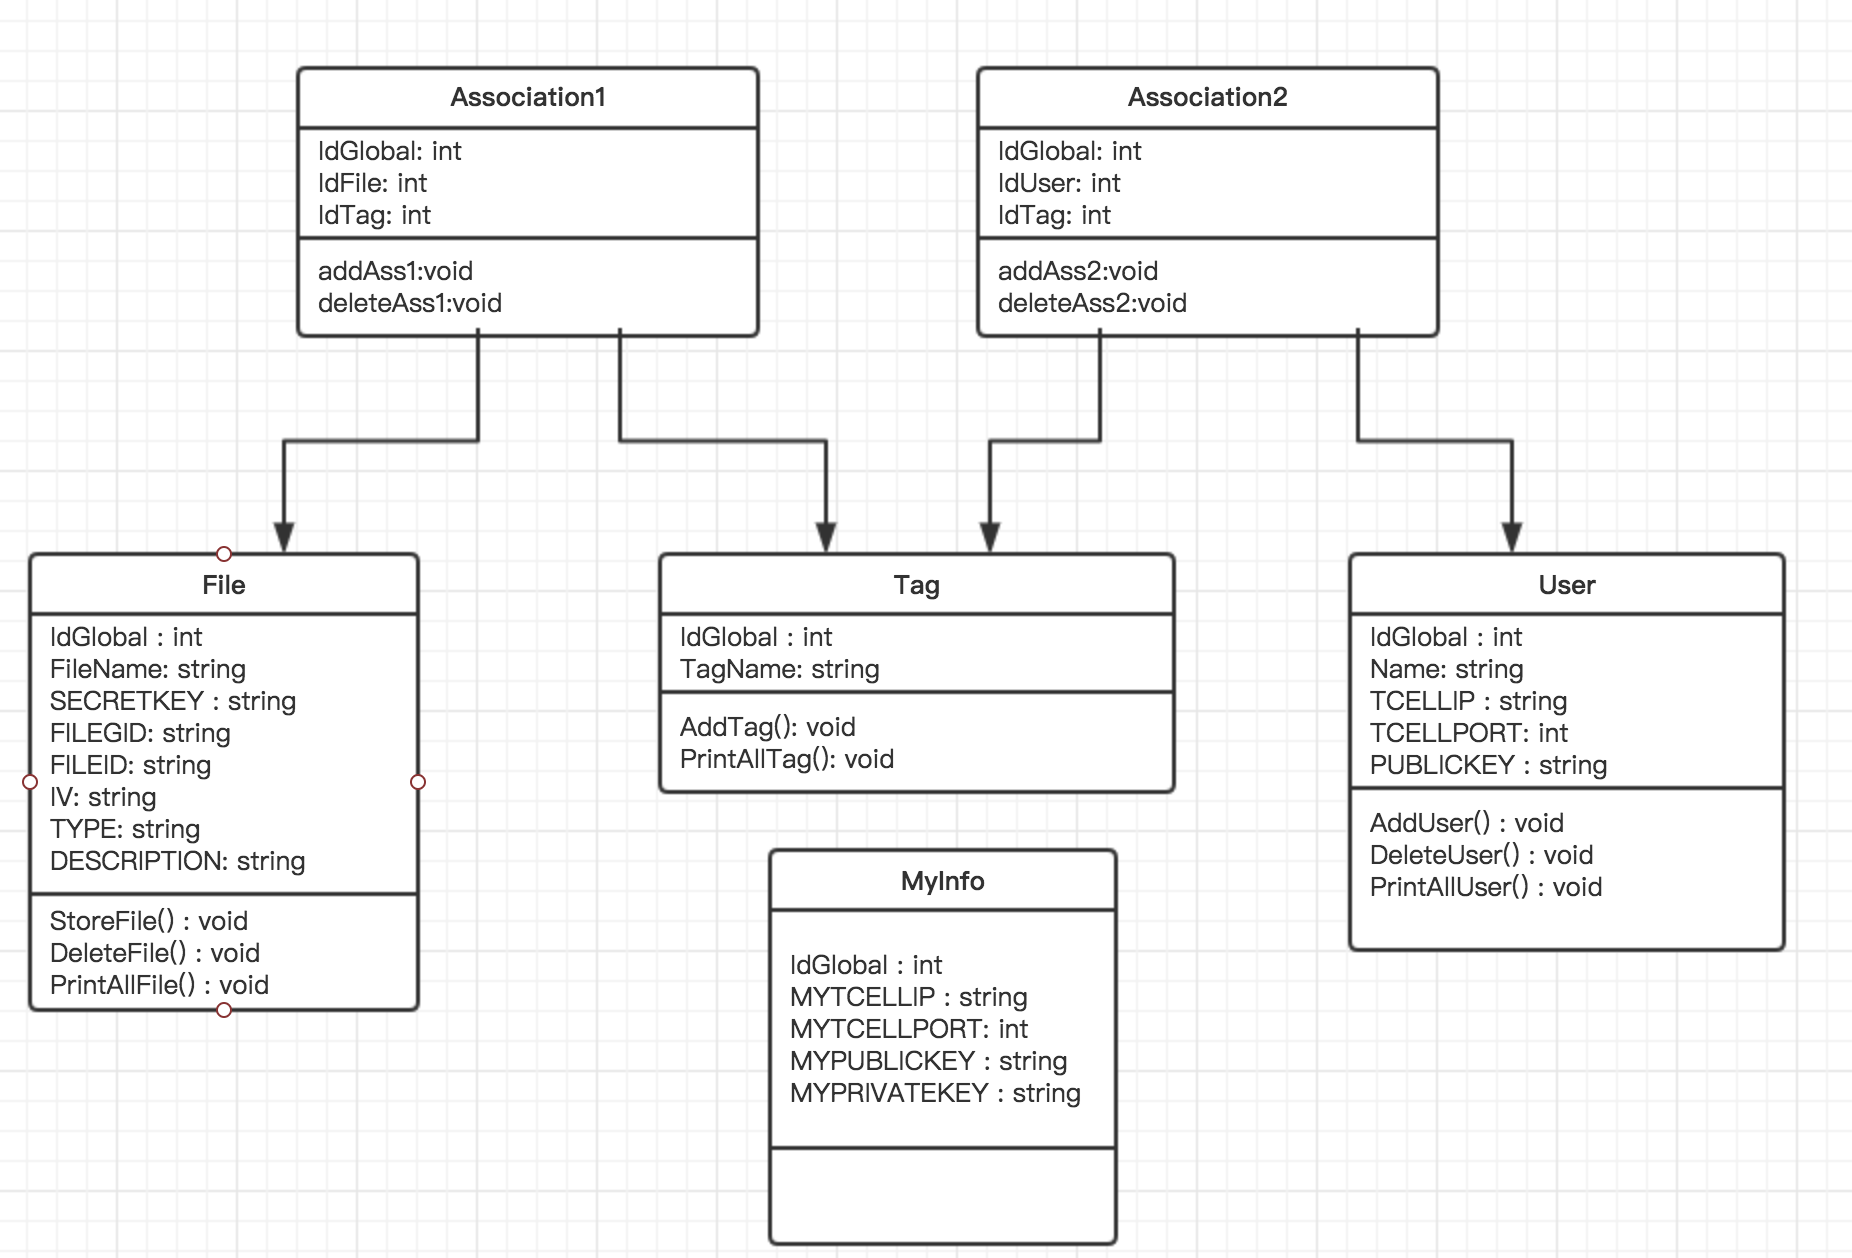 Association1
IdGlobal: int
IdFile: int
IdTag: int
addAss1:void
deleteAss1:void
Association2
IdGlobal: int
IdUser: int
IdTag: int
addAss2:void
deleteAss2:void
File
IdGlobal : int
FileName: string
SECRETKEY : string
FILEGID: string
FILEID: string
IV: string
TYPE: string
DESCRIPTION: string
StoreFile() : void
DeleteFile() : void
PrintAllFile() : void
Tag
IdGlobal : int
TagName: string
AddTag(): void
PrintAllTag(): void
User
IdGlobal : int
Name: string
TCELLIP : string
TCELLPORT: int
PUBLICKEY : string
AddUser() : void
DeleteUser() : void
PrintAllUser() : void
MyInfo
IdGlobal : int
MYTCELLIP : string
MYTCELLPORT: int
MYPUBLICKEY : string
MYPRIVATEKEY : string